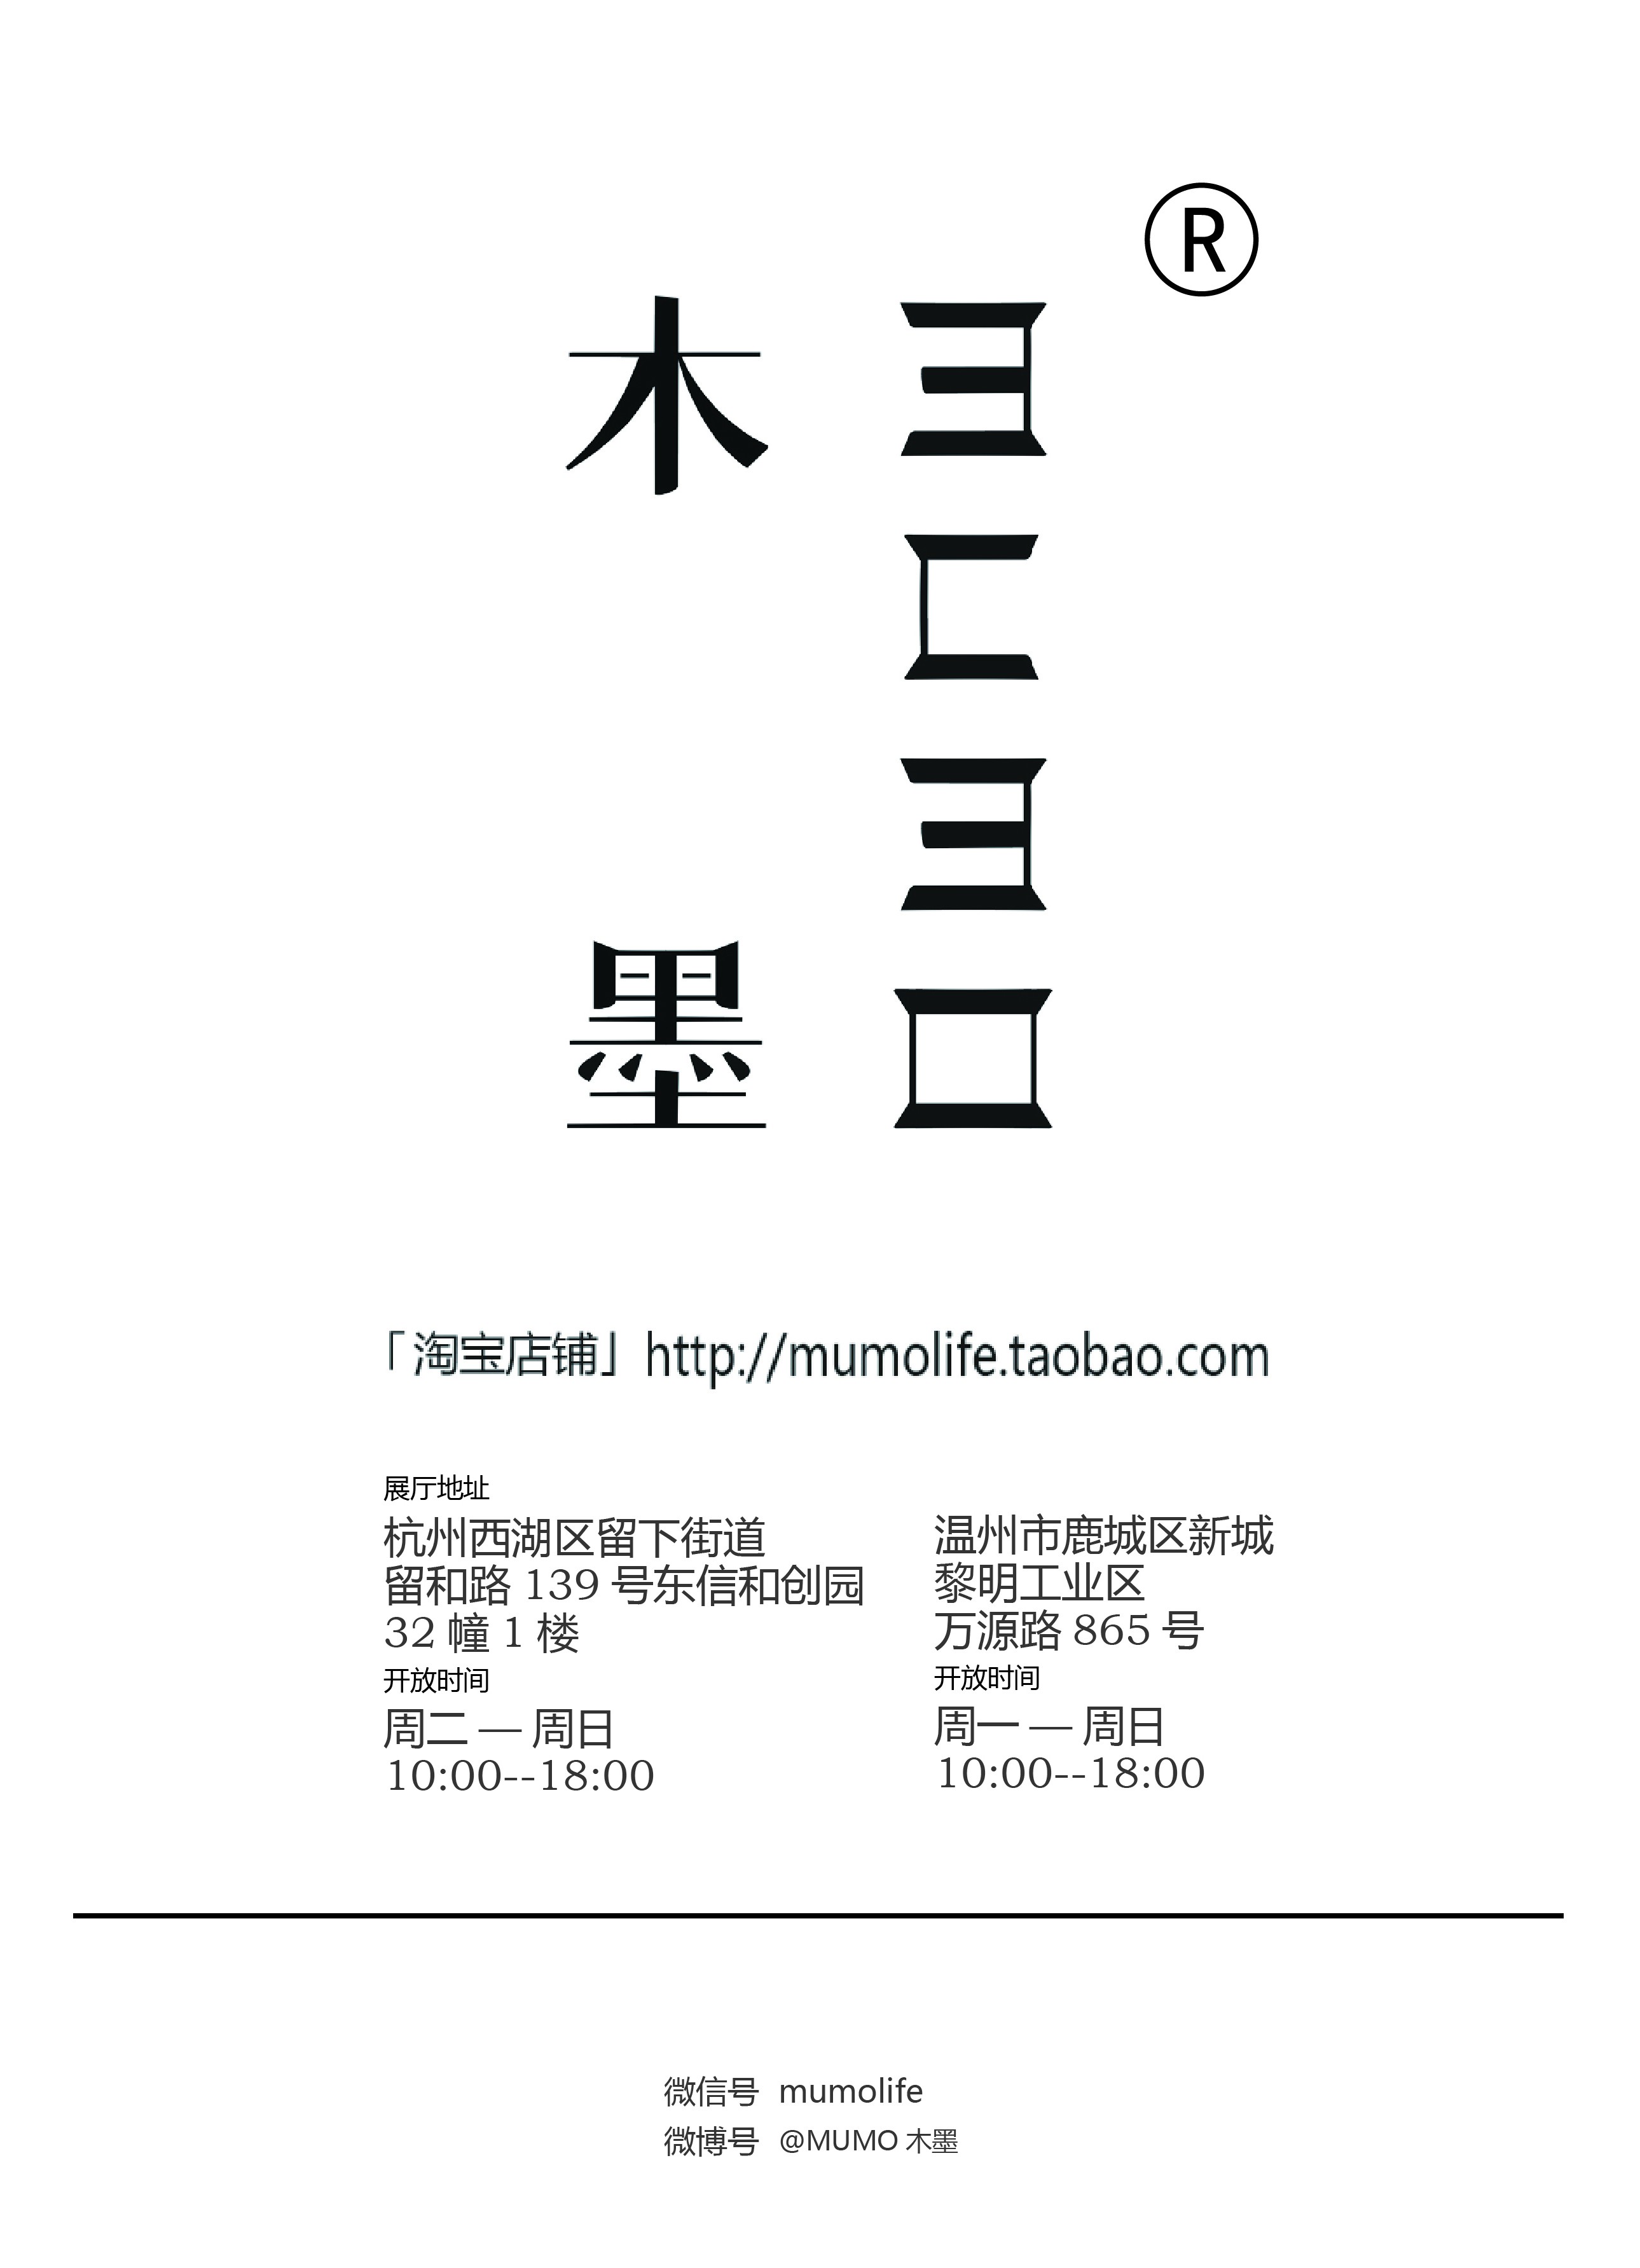 木墨
MUMO
®
「淘宝店铺」http://mumolife.taobao.com
展厅地址
杭州西湖区留下街道
留和路 139 号东信和创园
32 幢 1 楼
开放时间
周二 — 周日
10:00--18:00
温州市鹿城区新城
黎明工业区
万源路 865 号
开放时间
周一 — 周日
10:00--18:00
微信号 mumolife
微博号 @MUMO 木墨